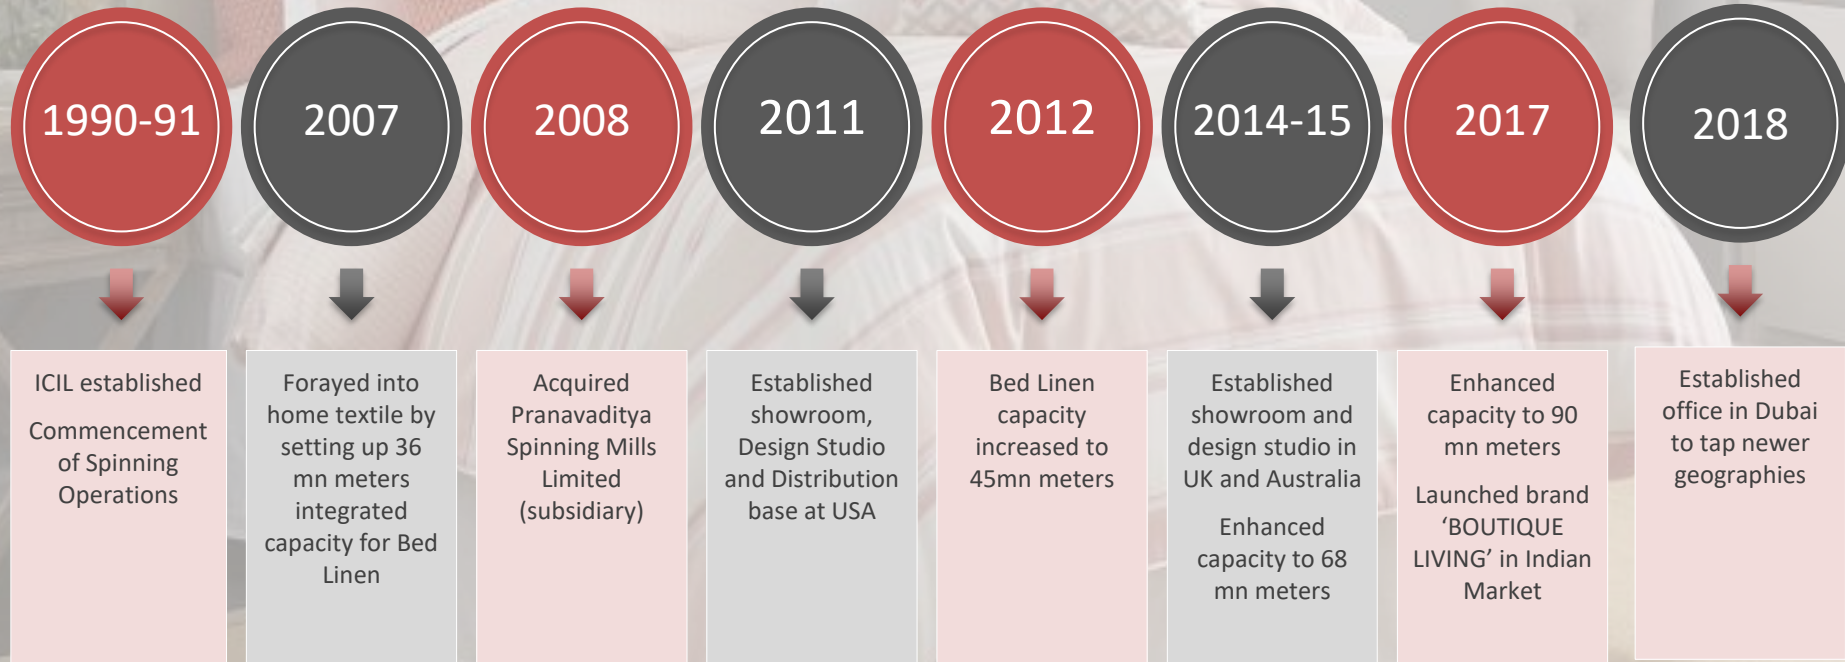 1990-91
2007
2008
2011
2012
2014-15
2017
2018
ICIL established
Commencement
of Spinning
Operations
Forayed into
home textile by
setting up 36
mn meters
integrated
capacity for Bed
Linen
Acquired
Pranavaditya
Spinning Mills
Limited
(subsidiary)
Established
showroom,
Design Studio
and Distribution
base at USA
Bed Linen
capacity
increased to
45mn meters
Established
showroom and
design studio in
UK and Australia
Enhanced
capacity to 68
mn meters
Enhanced
capacity to 90
mn meters
Launched brand
‘BOUTIQUE
LIVING’ in Indian
Market
Established
office in Dubai
to tap newer
geographies